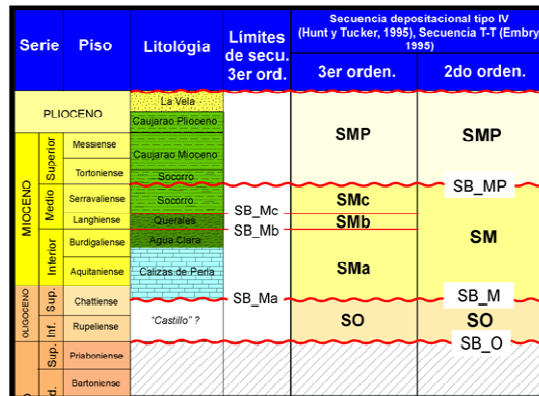 Serie
Piso
Litológia
Límites
de secu.
3er ord.
Secuencia depositacional tipo IV
(Hunt y Tucker, 1995), Secuencia T-T (Embry
1995)
3er orden.
2do orden.
PLIOCENO
MIOCENO
Superior
Medio
Inferior
OLIGOCENO
Sup.
Inf.
Sup.
d.
Messiense
Tortoniense
Serravaliense
Langhiense
Burdigaliense
Aquitaniense
Chattiense
Rupeliense
Priaboniense
Bartoniense
La Vela
Caujarao Plioceno
Caujarao Mioceno
Socorro
Socorro
Querales
Agua Clara
Calizas de Perla
"Castillo" ?
SB_Mc
SB_Mb
SB_Ma
SMP
SMc
SMb
SMa
SO
SMP
SB_MP
SM
SB_M
SO
SB_O